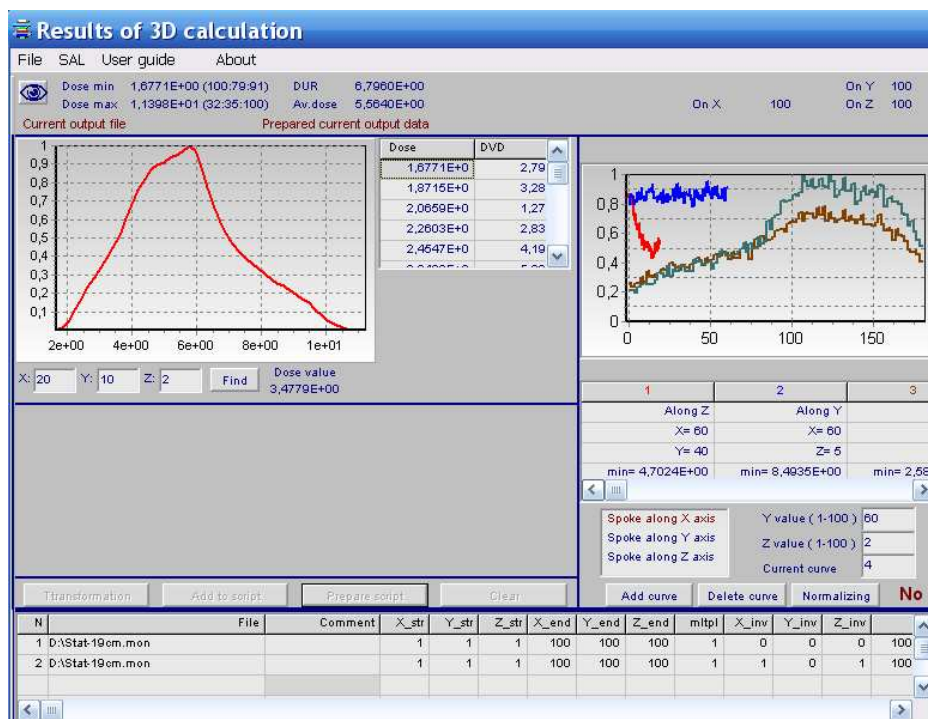 Results of 3D calculation
File SAL User guide About
Dose min 1,6771E+00 (100:79:91) DUR 6,7960E+00 On Y 100
Dose max 1,1398E+01 (32:35:100) Av.dose 5,5640E+00 On X 100 On Z 100
Current output file Prepared current output data
Dose DVD
1,6771E+0 2,79
1,8715E+0 3,28
2,0659E+0 1,27
2,2603E+0 2,83
2,4547E+0 4,19
1
0,9
0,8
0,7
0,6
0,5
0,4
0,3
0,2
0,1
2e+00 4e+00 6e+00 8e+00 1e+01
1
0,8
0,6
0,4
0,2
0
0 50 100 150
X: 20 Y: 10 Z: 2 Find Dose value
3,4779E+00
1 2 3
Along Z Along Y
X= 60 X= 60
Y= 40 Z= 5
min= 4,7024E+00 min= 8,4935E+00 min= 2,58
Spoke along X axis Y value ( 1-100 ) 60
Spoke along Y axis Z value ( 1-100 ) 2
Spoke along Z axis Current curve 4
Ttransformation Add to script Prepare script Clear Add curve Delete curve Normalizing No
N File Comment X_str Y_str Z_str X_end Y_end Z_end mltpl X_inv Y_inv Z_inv
1 D:\Stat-19cm.mon 1 1 1 100 100 100 1 0 0 0 100
2 D:\Stat-19cm.mon 1 1 1 100 100 100 1 1 0 1 100